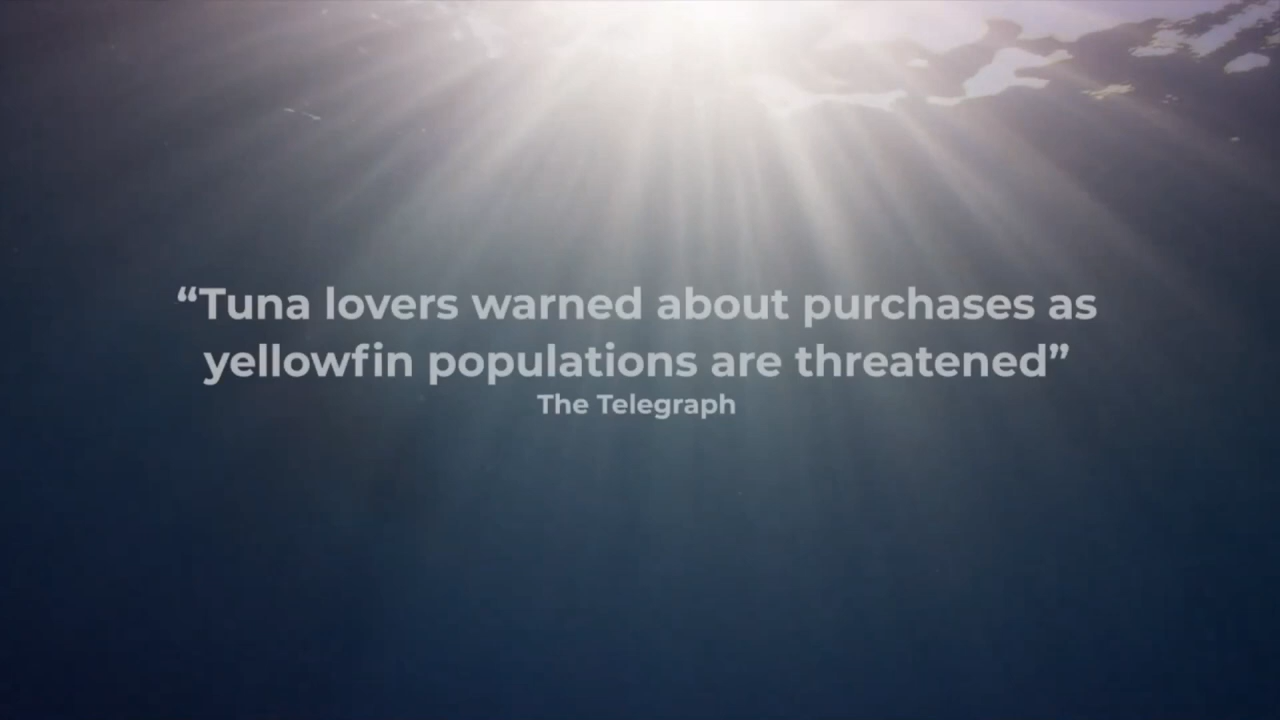 “Tuna lovers warned about purchases as
yellowfin populations are threatened”
The Telegraph